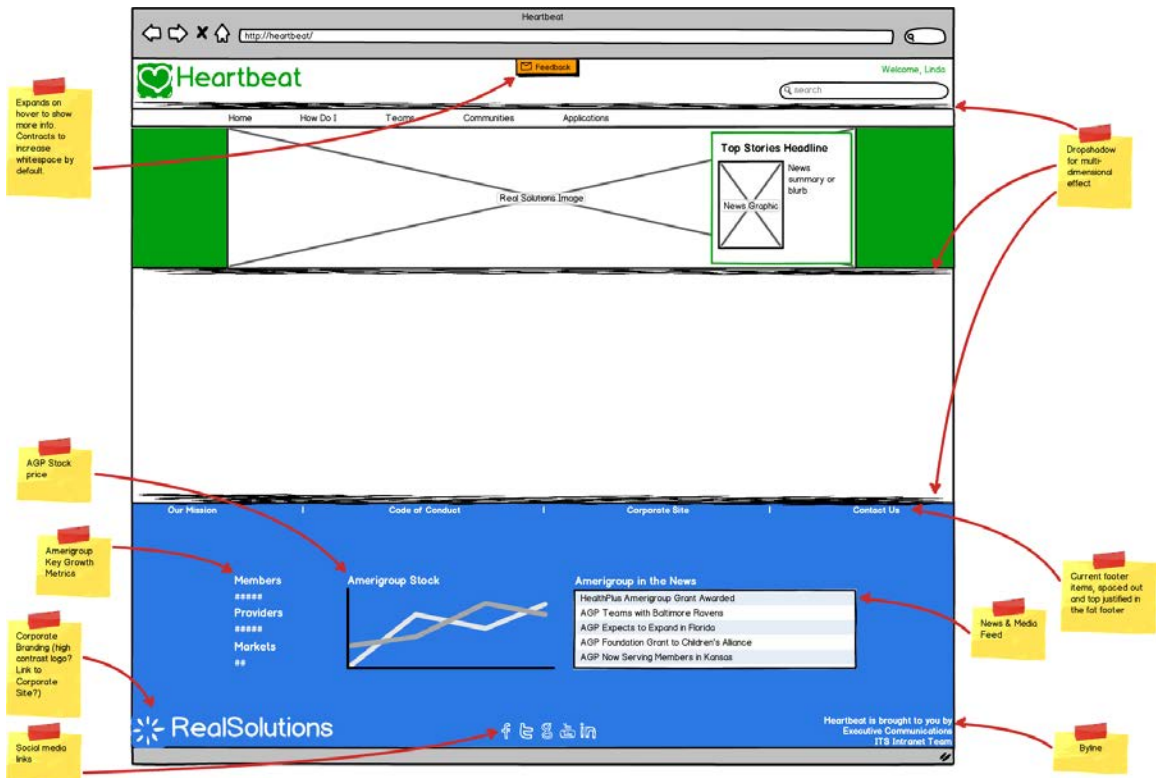 Heartbeat
http://heartbeat/
Heartbeat
Feedback
Welcome, Linda
search
Home How Do I Teams Communities Applications
Expands on
hover to show
more info.
Contracts to
increase
whitespace by
default.
Dropshadow
for multi-
dimensional
effect
Real Solutions Image
Top Stories Headline
News
summary or
blurb
News Graphic
AGP Stock
price
Our Mission | Code of Conduct | Corporate Site | Contact Us
Amerigroup
Key Growth
Metrics
Members
#####
Providers
#####
Markets
##
Amerigroup Stock
Amerigroup in the News
HealthPlus Amerigroup Grant Awarded
AGP Teams with Baltimore Ravens
AGP Expects to Expand in Florida
AGP Foundation Grant to Children's Alliance
AGP Now Serving Members in Kansas
Current footer
items, spaced out
and top justified in
the fat footer
News & Media
Feed
Corporate
Branding (high
contrast logo?
Link to
Corporate
Site?)
RealSolutions
f t g You Tube in
Heartbeat is brought to you by
Executive Communications
ITS Intranet Team
Social media
links
Byline